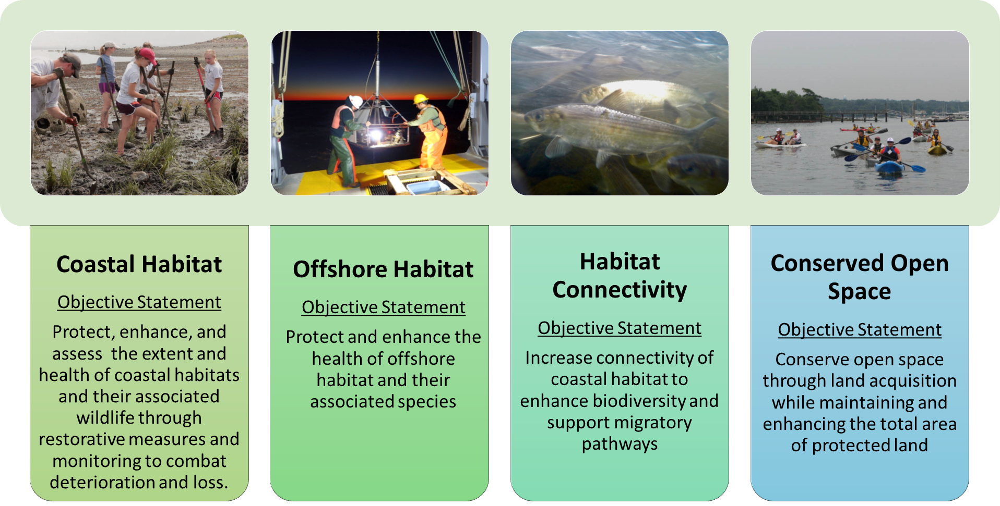 Coastal Habitat
Objective Statement
Protect, enhance, and
assess  the extent and
health of coastal habitats
and their associated
wildlife through
restorative measures and
monitoring to combat
deterioration and loss.
Offshore Habitat
Objective Statement
Protect and enhance the
health of offshore
habitat and their
associated species
Habitat
Connectivity
Objective Statement
Increase connectivity of
coastal habitat to
enhance biodiversity and
support migratory
pathways
Conserved Open
Space
Objective Statement
Conserve open space
through land acquisition
while maintaining and
enhancing the total area
of protected land